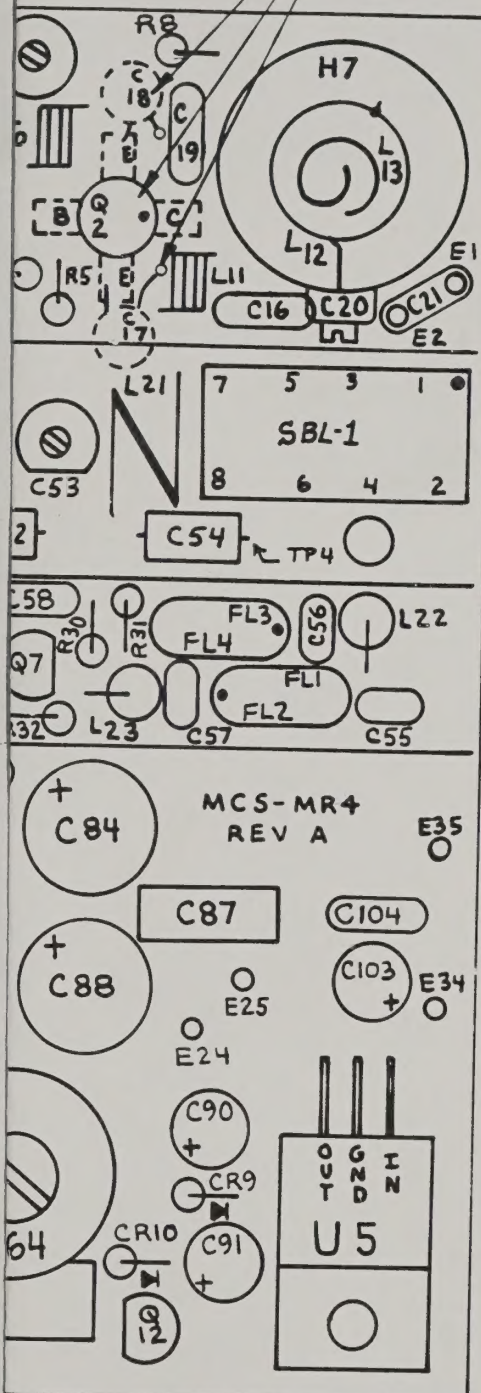 R8
H7
C
18
C
19
E
L
13
B
Q
2
C
L12
E1
R5
E
L11
4
C
17
C16
C20
C21
E2
L21
7 5 3 1
SBL-1
8 6 4 2
C53
2
C54
TP4
C58
R30
R31
FL3
FL4
C56
L22
Q7
FL1
FL2
R32
L23
C57
C55
+
C84
MCS-MR4
REV A
E35
C87
C104
+
C88
C103
+
E34
E25
E24
C90
+
OUT
GND
IN
CR9
U5
64
CR10
C91
+
Q
12